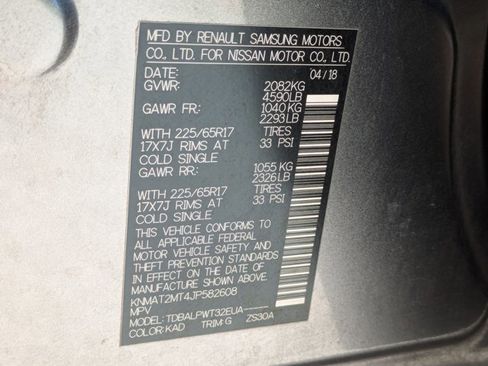 MFD BY RENAULT SAMSUNG MOTORS
CO., LTD. FOR NISSAN MOTOR CO., LTD.
DATE: 04/18
GVWR: 2082KG
4590LB
GAWR FR: 1040KG
2293LB
WITH 225/65R17 TIRES
17X7J RIMS AT 33 PSI
COLD SINGLE
GAWR RR: 1055 KG
2326LB
WITH 225/65R17 TIRES
17X7J RIMS AT 33 PSI
COLD SINGLE
THIS VEHICLE CONFORMS TO
ALL APPLICABLE FEDERAL
MOTOR VEHICLE SAFETY AND
THEFT PREVENTION STANDARDS
IN EFFECT ON THE DATE OF
MANUFACTURE SHOWN ABOVE.
KNMAT2MT4JP582608
MPV
MODEL:TDBALPWT32EUA-----
COLOR:KAD TRIM:G ZS30A